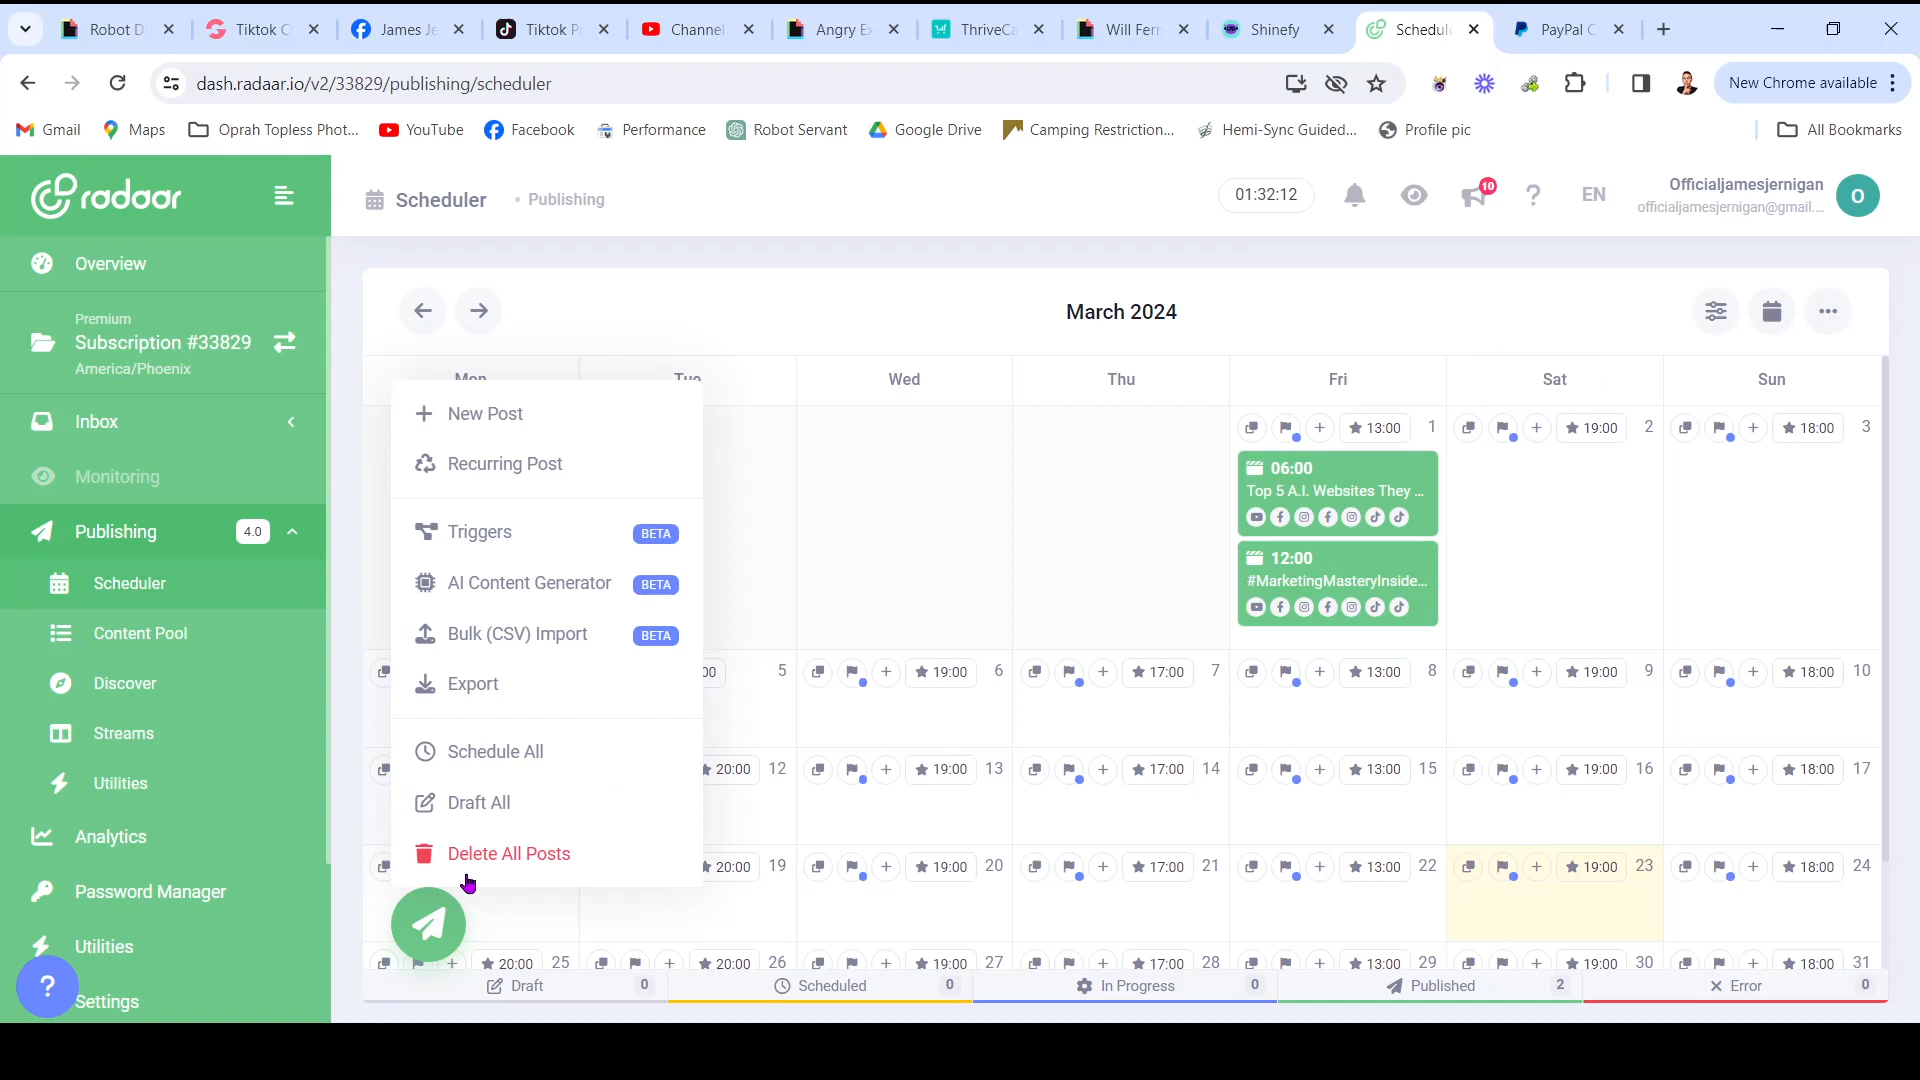 Robot D
Tiktok C
James Je
Tiktok P
Channel
Angry E
ThriveCa
Will Ferr
Shinefy
Schedul
PayPal C
dash.radaar.io/v2/33829/publishing/scheduler
New Chrome available
Gmail
Maps
Oprah Topless Phot...
YouTube
Facebook
Performance
Robot Servant
Google Drive
Camping Restriction...
Hemi-Sync Guided...
Profile pic
All Bookmarks
radaar
Scheduler
• Publishing
01:32:12
10
?
EN
Officialjamesjernigan
officialjamesjernigan@gmail....
O
Overview
Premium
Subscription #33829
America/Phoenix
Inbox
Monitoring
Publishing 4.0
Scheduler
Content Pool
Discover
Streams
Utilities
Analytics
Password Manager
Utilities
Settings
?
March 2024
Mon Tue Wed Thu Fri Sat Sun
New Post
Recurring Post
Triggers BETA
AI Content Generator BETA
Bulk (CSV) Import BETA
Export
Schedule All
Draft All
Delete All Posts
13:00 1 19:00 2 18:00 3
06:00
Top 5 A.I. Websites They ...
12:00
#MarketingMasteryInside...
00 5 19:00 6 17:00 7 13:00 8 19:00 9 18:00 10
20:00 12 19:00 13 17:00 14 13:00 15 19:00 16 18:00 17
20:00 19 19:00 20 17:00 21 13:00 22 19:00 23 18:00 24
20:00 25 20:00 26 19:00 27 17:00 28 13:00 29 19:00 30 18:00 31
Draft 0 Scheduled 0 In Progress 0 Published 2 Error 0